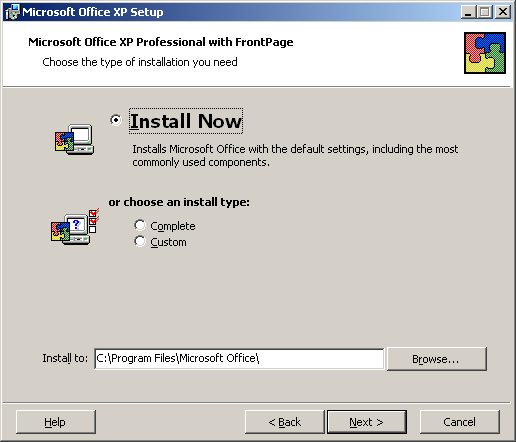 Microsoft Office XP Setup
Microsoft Office XP Professional with FrontPage
Choose the type of installation you need
Install Now
Installs Microsoft Office with the default settings, including the most
commonly used components.
or choose an install type:
?
Complete
Custom
Install to:
C:\Program Files\Microsoft Office\
Browse...
Help
< Back
Next >
Cancel